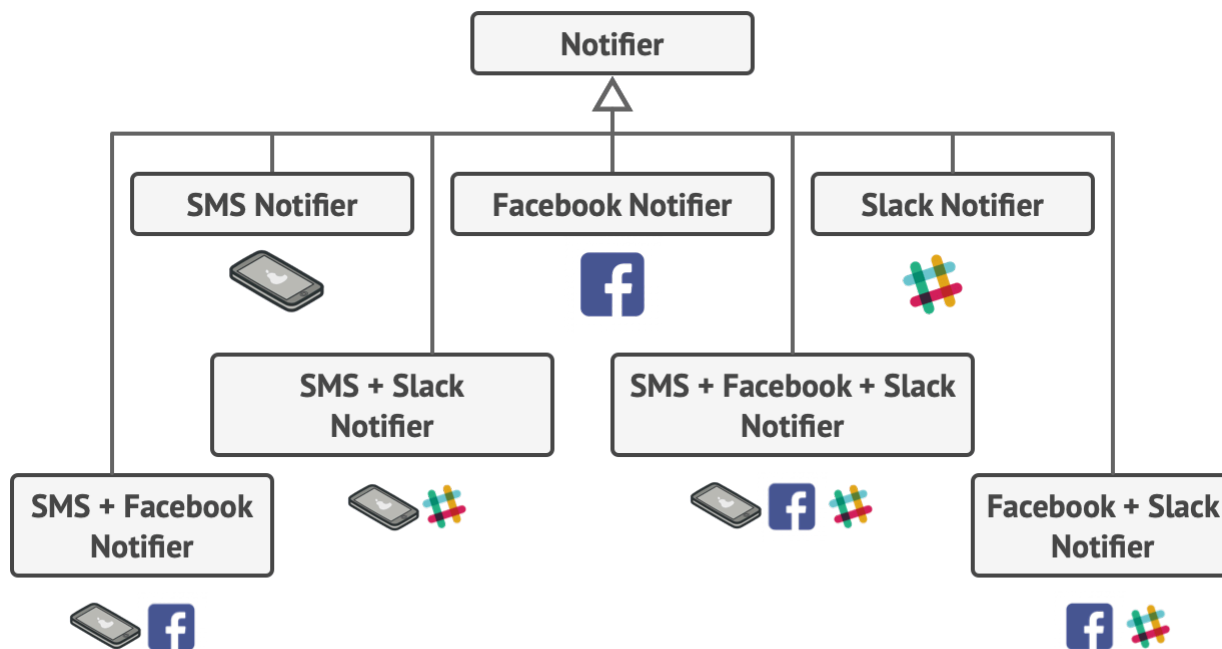 Notifier
SMS Notifier
Facebook Notifier
Slack Notifier
SMS + Slack
Notifier
SMS + Facebook + Slack
Notifier
SMS + Facebook
Notifier
Facebook + Slack
Notifier